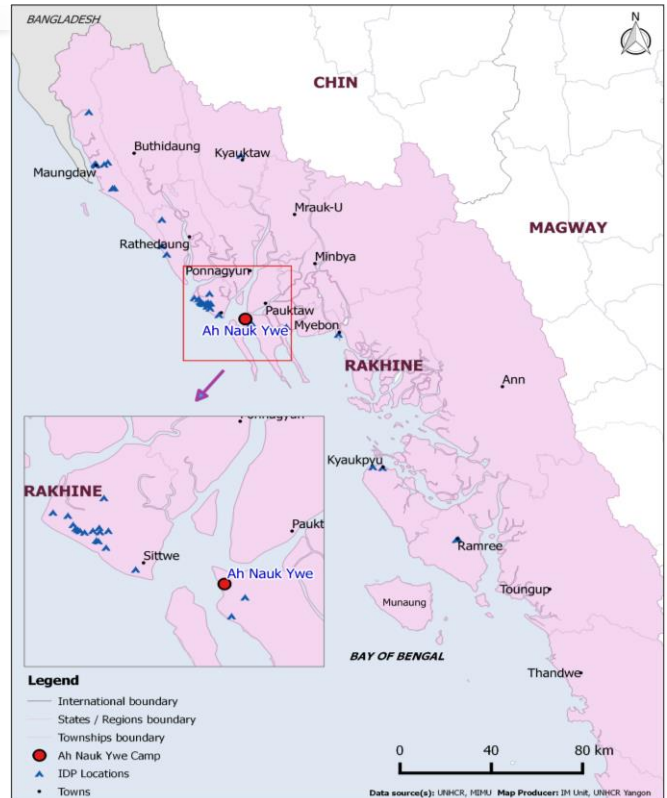 BANGLADESH
N
CHIN
Buthidaung
Kyauktaw
Maungdaw
Mrauk-U
MAGWAY
Rathedaung
Minbya
Ponnagyun
Pauktaw
Ah Nauk Ywe
Myebon
RAKHINE
Ann
Ponnagyun
RAKHINE
Kyaukpyu
Paukt
Sittwe
Ah Nauk Ywe
Ramree
Munaung
Toungup
BAY OF BENGAL
Thandwe
Legend
International boundary
States / Regions boundary
Townships boundary
Ah Nauk Ywe Camp
IDP Locations
Towns
0 40 80 km
Data source(s): UNHCR, MIMU Map Producer: IM Unit, UNHCR Yangon